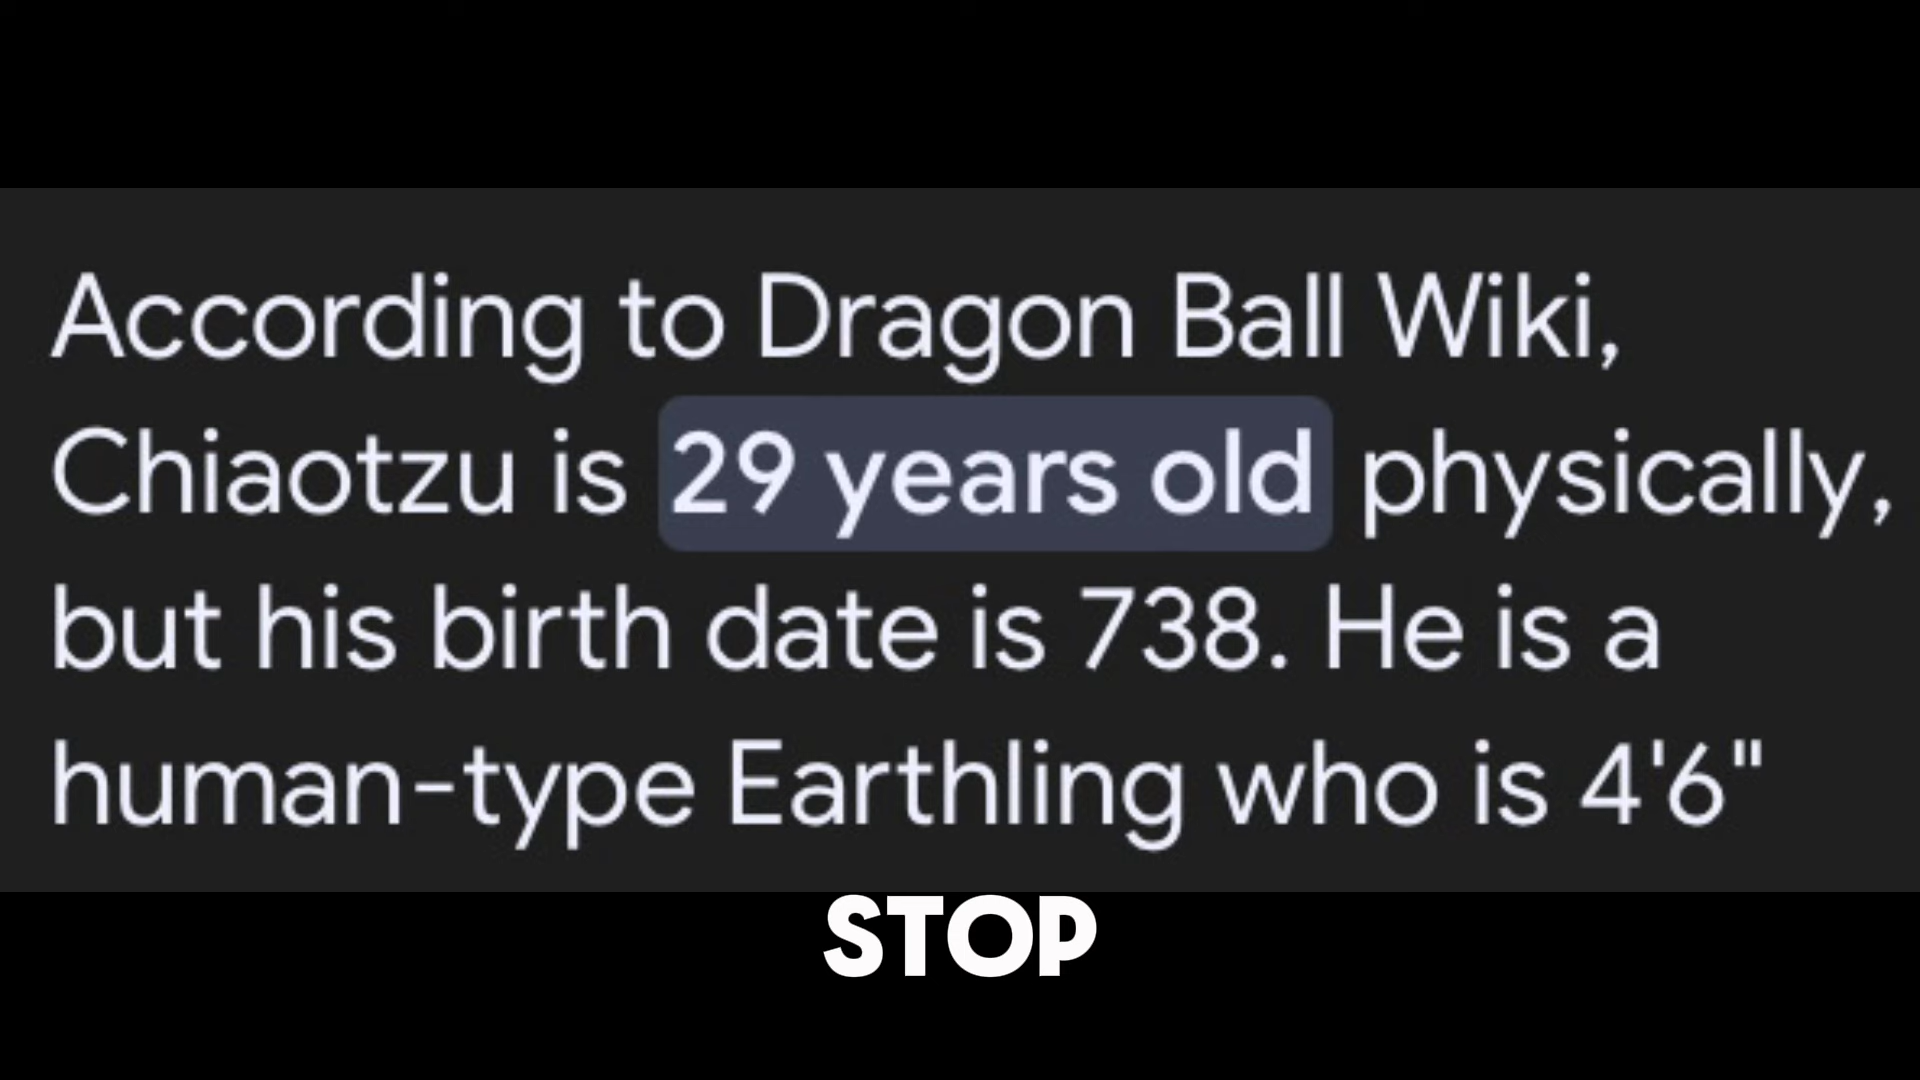 According to Dragon Ball Wiki,
Chiaotzu is 29 years old physically,
but his birth date is 738. He is a
human-type Earthling who is 4'6"
STOP